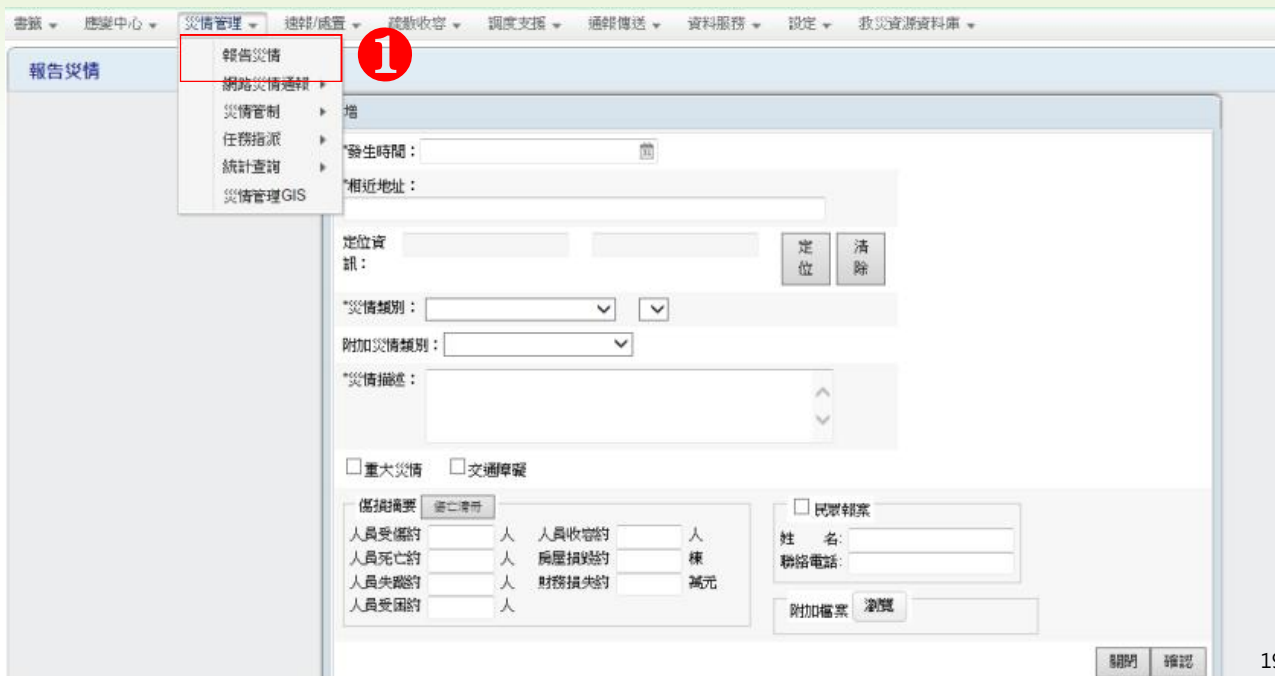 書籤 應變中心 災情管理 速報/處置 疏散收容 調度支援 通報傳送 資料服務 設定 救災資源資料庫
報告災情
1
網路災情通報
災情管制
任務指派
統計查詢
災情管理GIS
報告災情
增
*發生時間：
*相近地址：
定位資
訊：
定
位
清
除
*災情類別：
附加災情類別：
*災情描述：
重大災情 交通障礙
傷損摘要 傷亡清冊
人員受傷約 人 人員收容約 人
人員死亡約 人 房屋損毀約 棟
人員失蹤約 人 財務損失約 萬元
人員受困約 人
民眾報案
姓 名:
聯絡電話:
附加檔案 瀏覽
關閉 確認
19